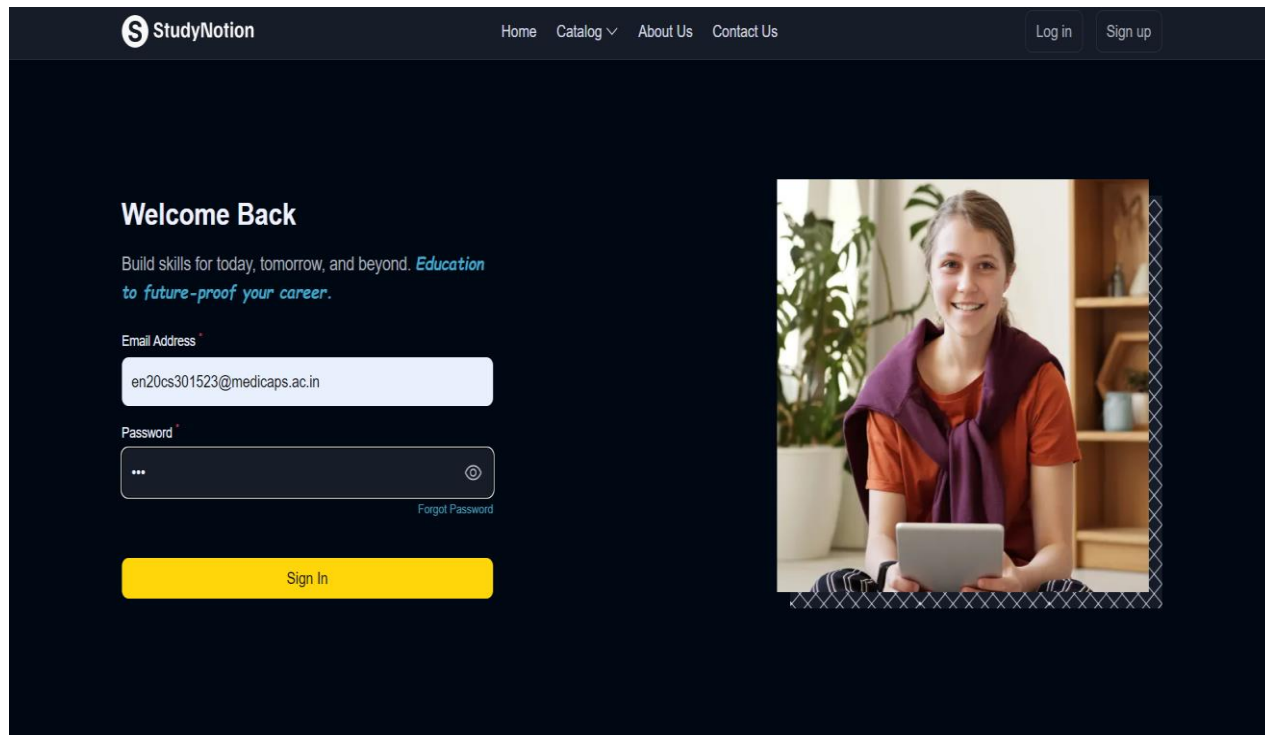 S StudyNotion
Home Catalog About Us Contact Us
Log in Sign up
Welcome Back
Build skills for today, tomorrow, and beyond. Education
to future-proof your career.
Email Address *
en20cs301523@medicaps.ac.in
Password *
•••
Forgot Password
Sign In